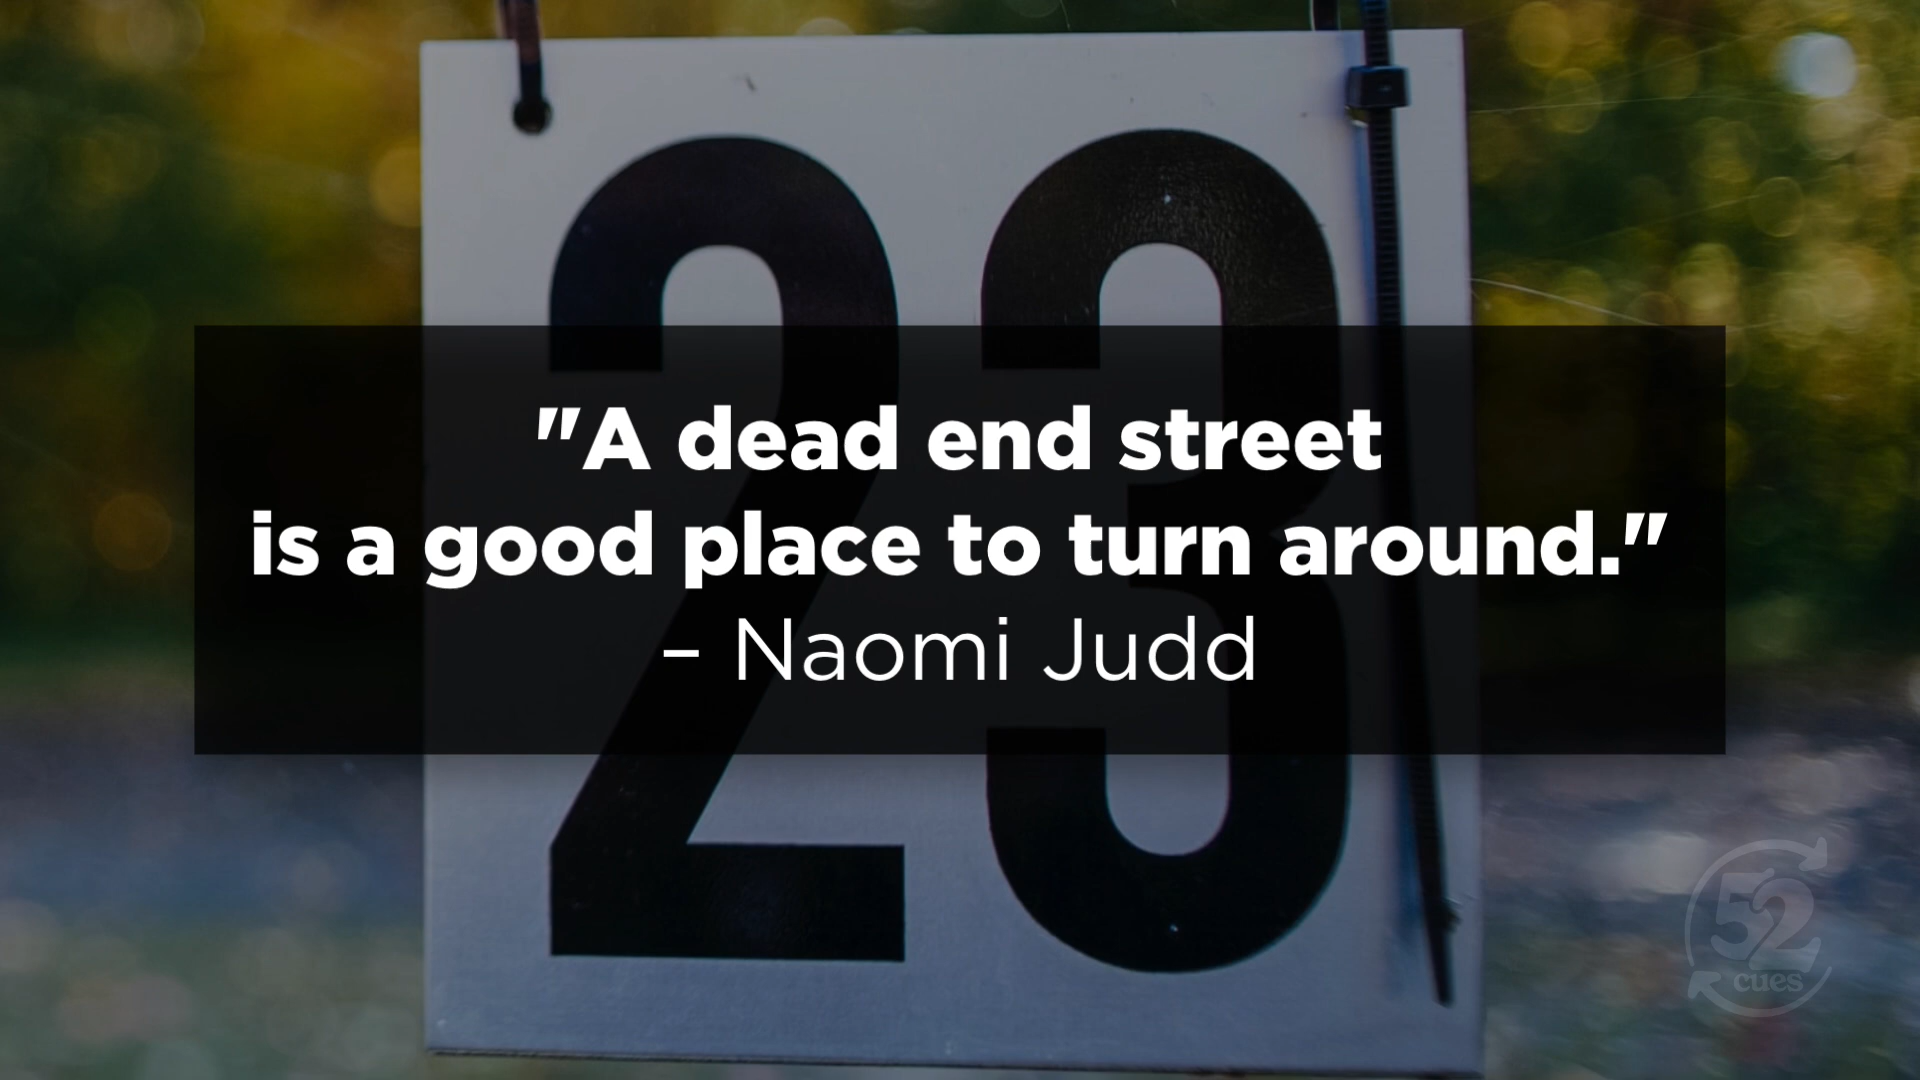 23
"A dead end street
is a good place to turn around."
– Naomi Judd
52
cues